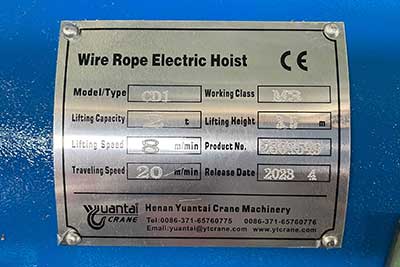 Wire Rope Electric Hoist CE
Model/Type CD1 Working Class
Lifting Capacity t Lifting Height m
Lifting Speed 8 m/min Product No.
Traveling Speed 20 m/min Release Date 2023 4
Yuantai CRANE
Henan Yuantai Crane Machinery
Tel:0086-371-65760775 Fax:0086-371-65760776
Email:yuantai@ytcrane.com www.ytcrane.com